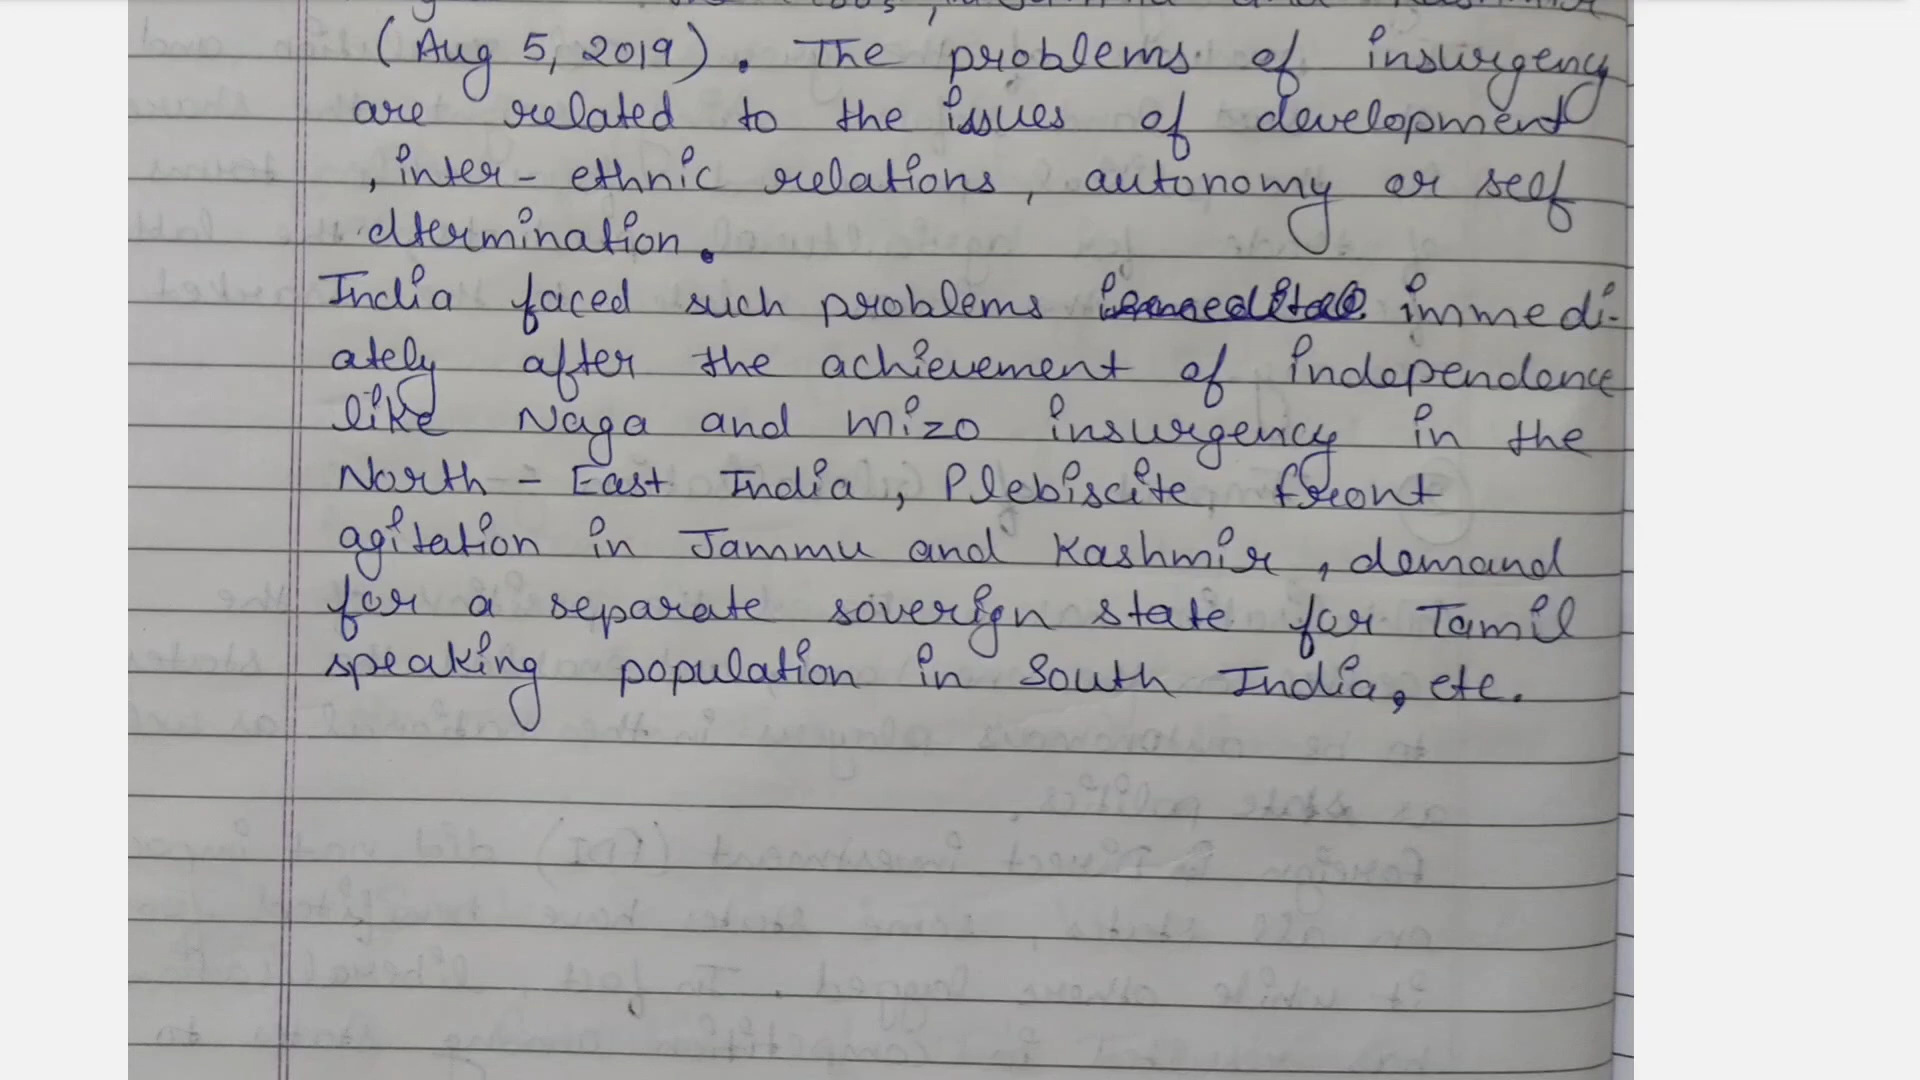 (Aug 5, 2019). The problems of insurgency
are related to the issues of development
, inter- ethnic relations, autonomy or self
dtermination.
India faced such problems immedi-
ately after the achievement of independence
like Naga and Mizo insurgency in the
North - East India, Plebiscite front
agitation in Jammu and Kashmir, demand
for a separate soverign state for Tamil
speaking population in South India, etc.